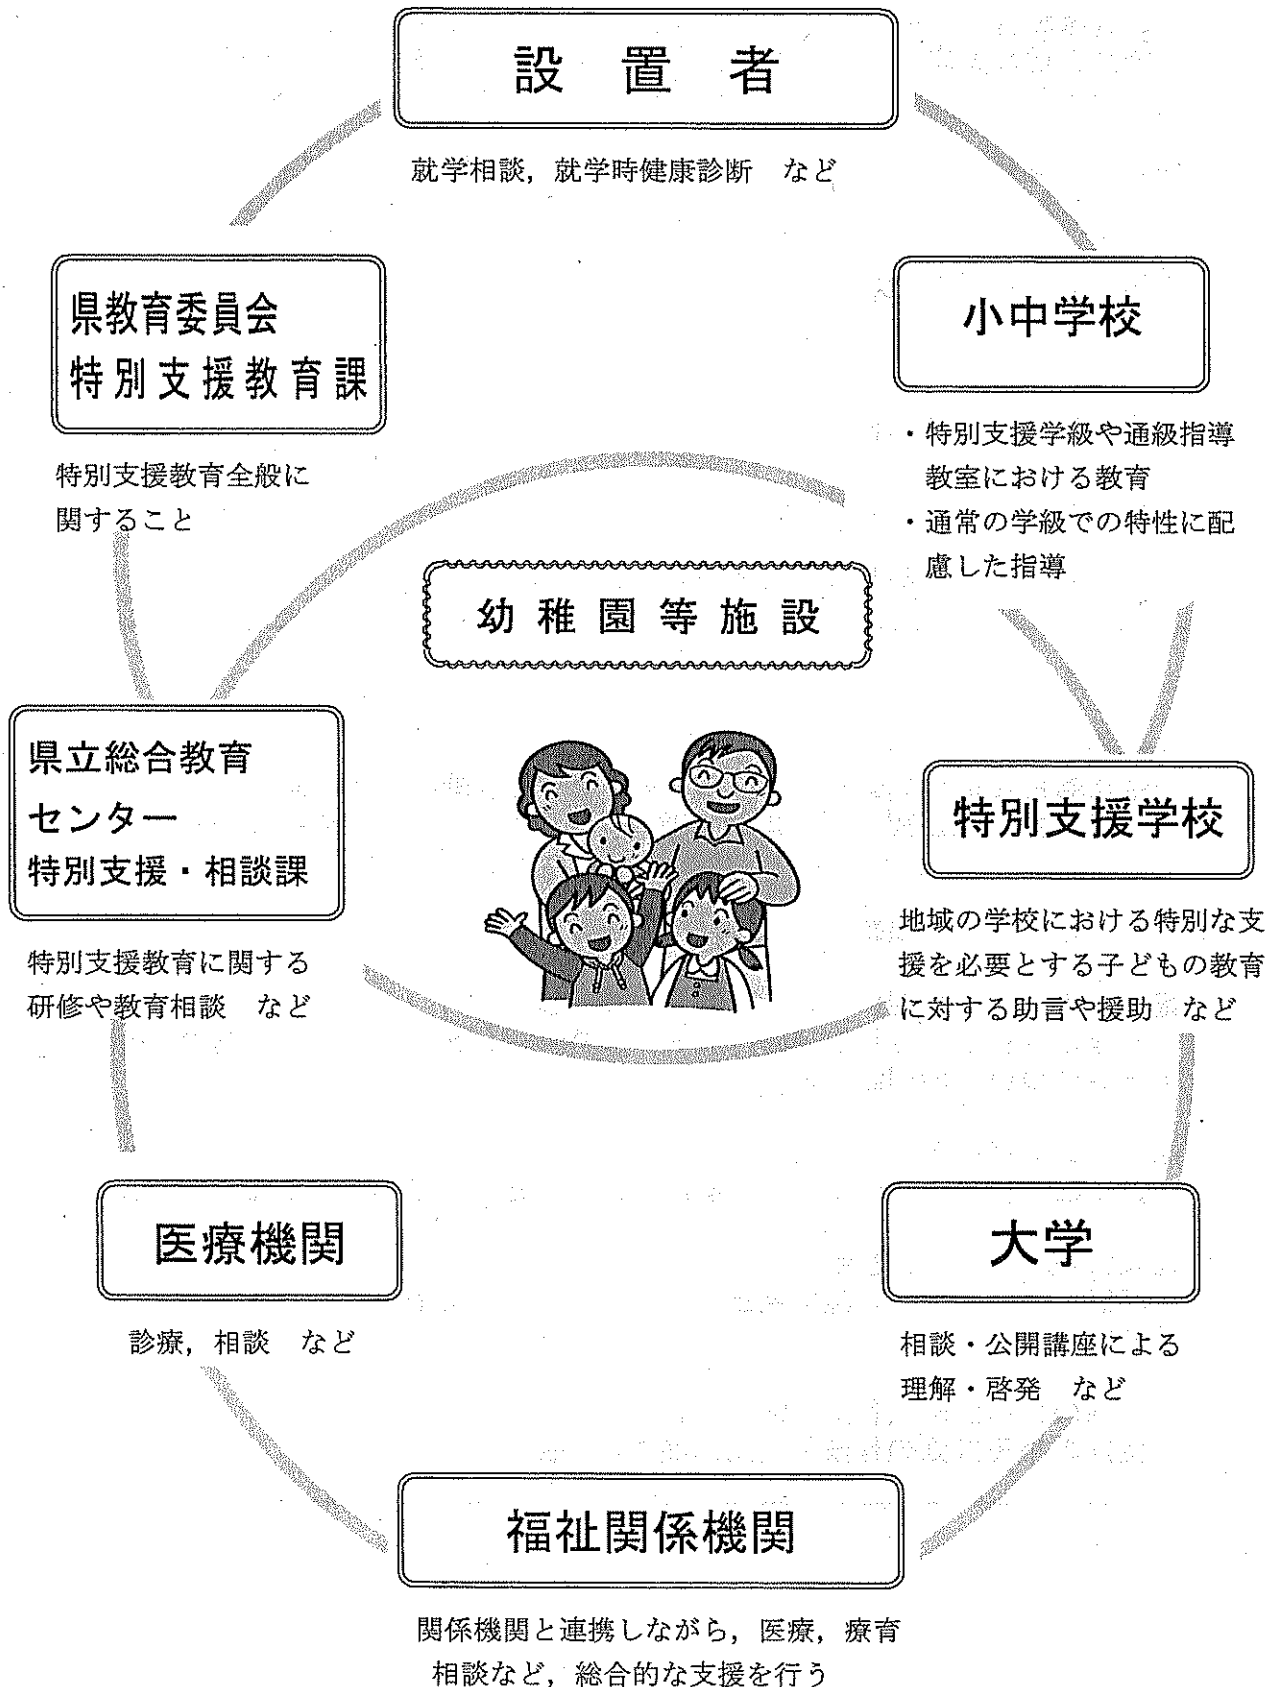 設置者
就学相談，就学時健康診断　など
県教育委員会
特別支援教育課
特別支援教育全般に
関すること
小中学校
・特別支援学級や通級指導
教室における教育
・通常の学級での特性に配
慮した指導
幼稚園等施設
県立総合教育
センター
特別支援・相談課
特別支援教育に関する
研修や教育相談　など
特別支援学校
地域の学校における特別な支
援を必要とする子どもの教育
に対する助言や援助　など
医療機関
診療，相談　など
大学
相談・公開講座による
理解・啓発　など
福祉関係機関
関係機関と連携しながら，医療，療育
相談など，総合的な支援を行う